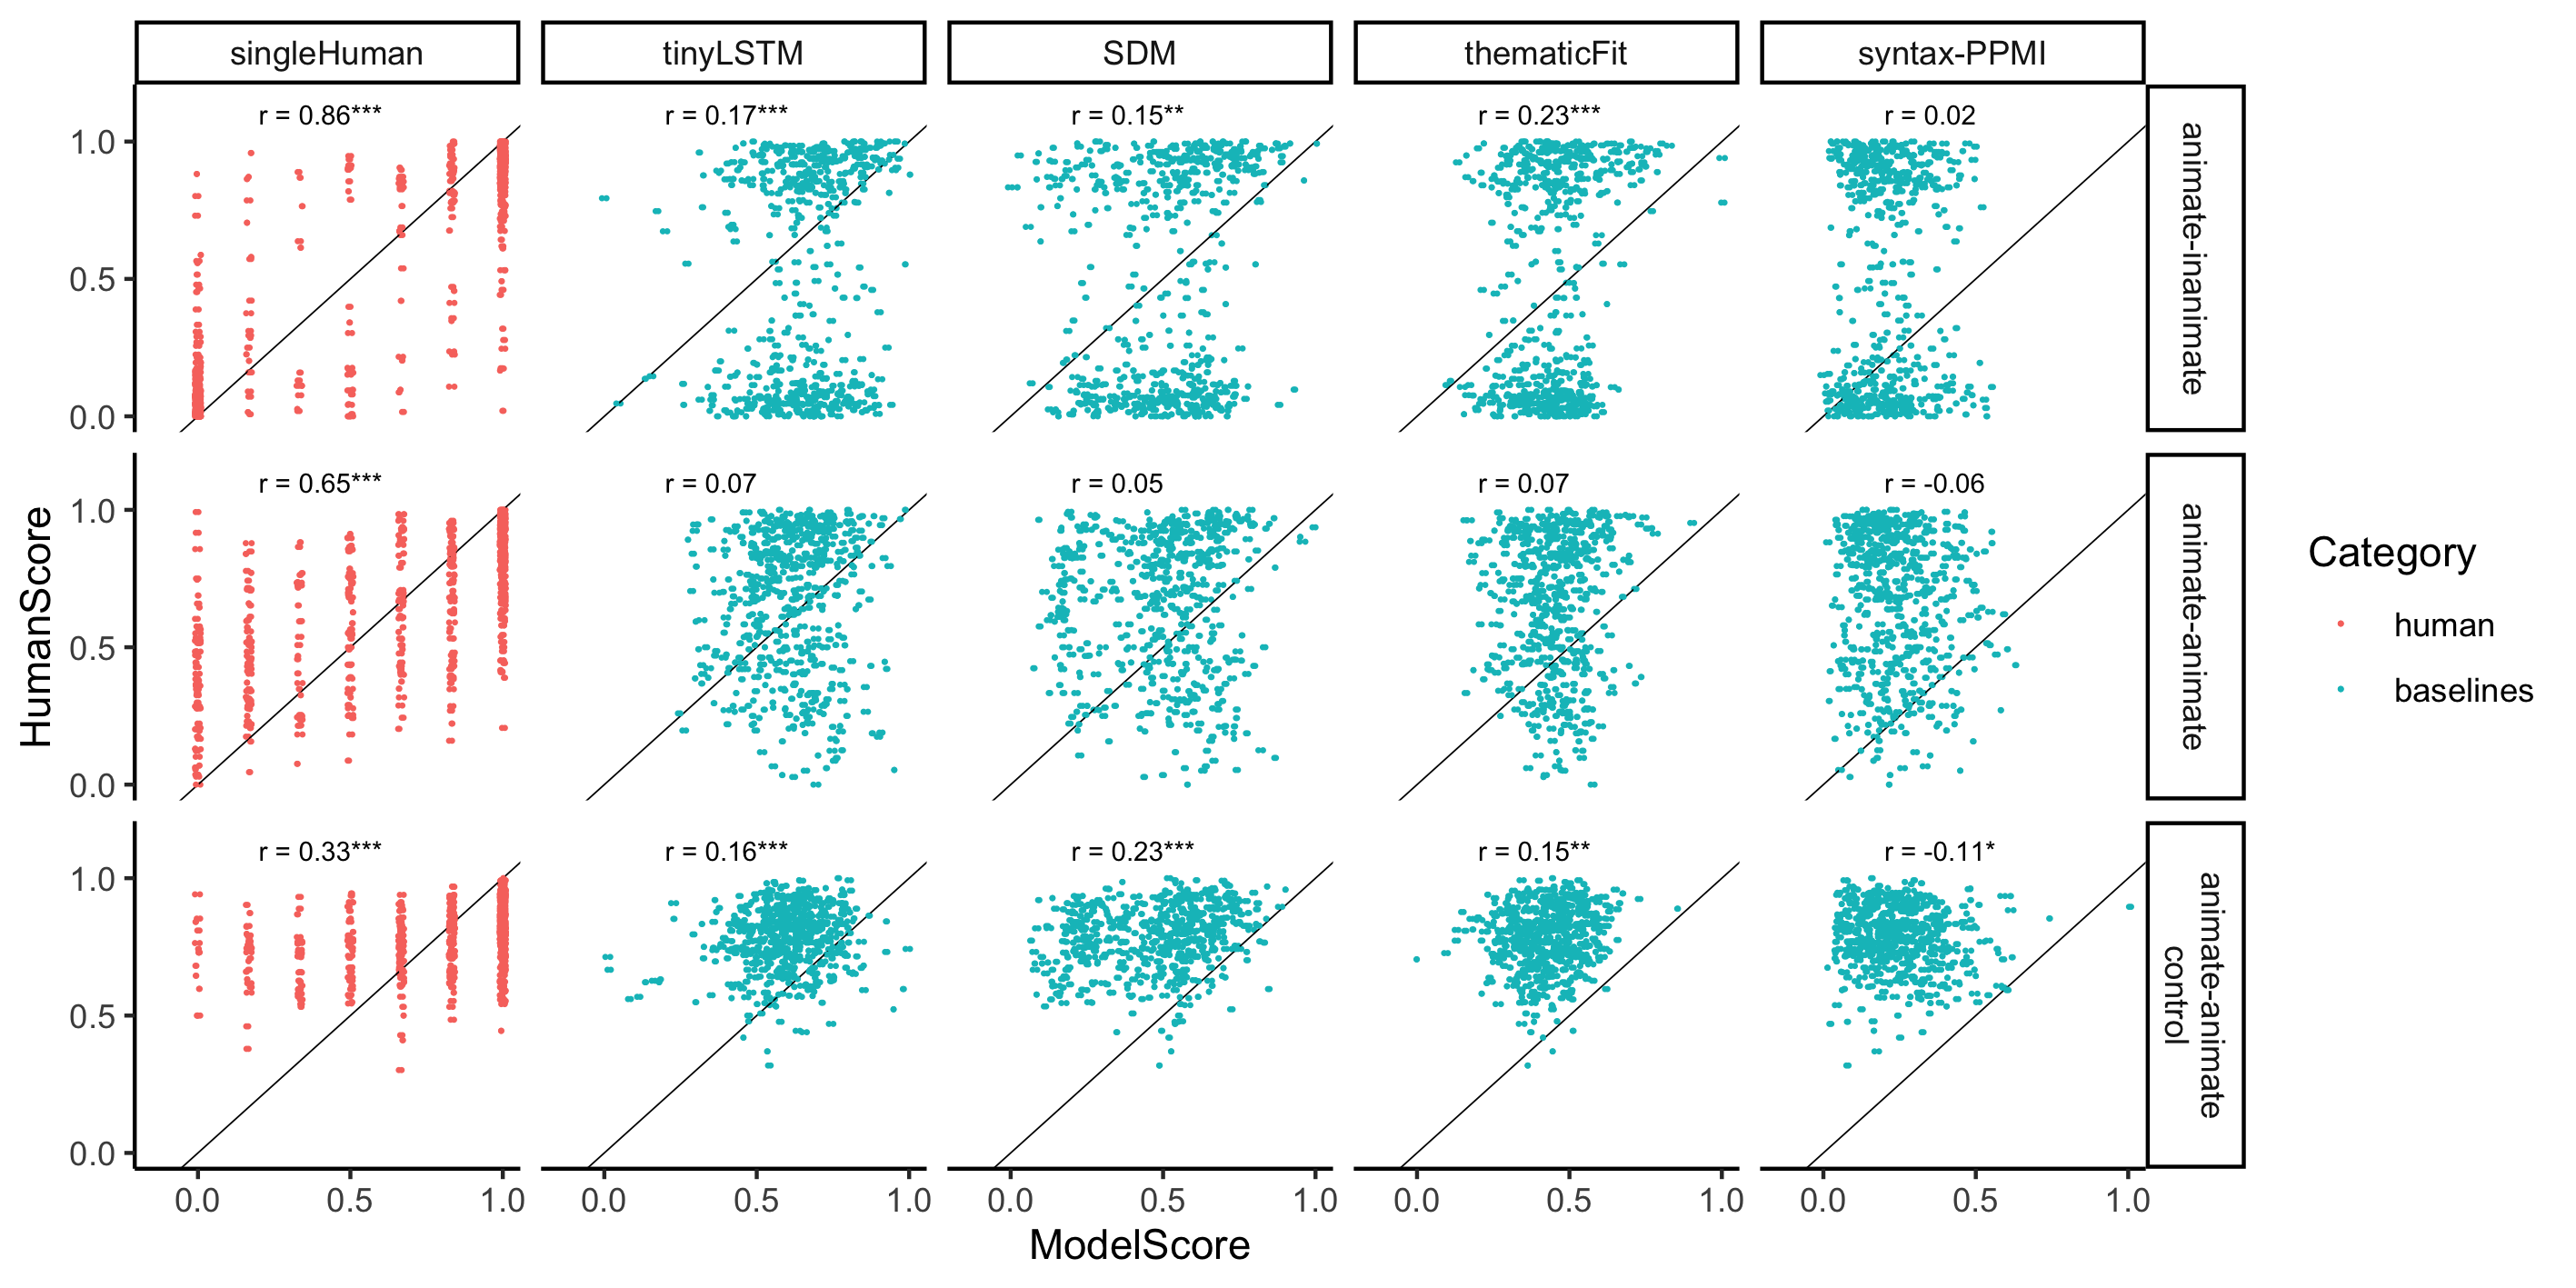 singleHuman tinyLSTM SDM thematicFit syntax-PPMI
r = 0.86*** r = 0.17*** r = 0.15** r = 0.23*** r = 0.02
1.0
0.5
0.0
animate-inanimate
r = 0.65*** r = 0.07 r = 0.05 r = 0.07 r = -0.06
1.0
0.5
0.0
animate-animate
r = 0.33*** r = 0.16*** r = 0.23*** r = 0.15** r = -0.11*
1.0
0.5
0.0
animate-animate
control
HumanScore
0.0 0.5 1.0 0.0 0.5 1.0 0.0 0.5 1.0 0.0 0.5 1.0 0.0 0.5 1.0
ModelScore
Category
human
baselines